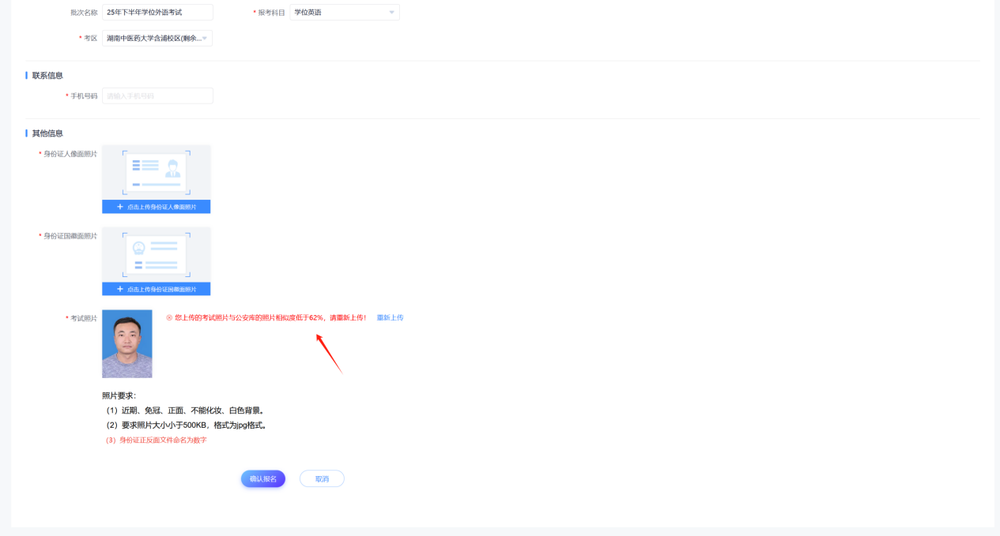 批次名称 25年下半年学位外语考试 * 报考科目 学位英语
* 考区 湖南中医药大学含浦校区(剩余...
联系信息
* 手机号码 请输入手机号码
其他信息
* 身份证人像面照片
+ 点击上传身份证人像面照片
* 身份证国徽面照片
+ 点击上传身份证国徽面照片
* 考试照片 您上传的考试照片与公安库的照片相似度低于62%，请重新上传! 重新上传
照片要求:
（1）近期、免冠、正面、不能化妆、白色背景。
（2）要求照片大小小于500KB，格式为jpg格式。
（3）身份证正反面文件命名为数字
确认报名 取消